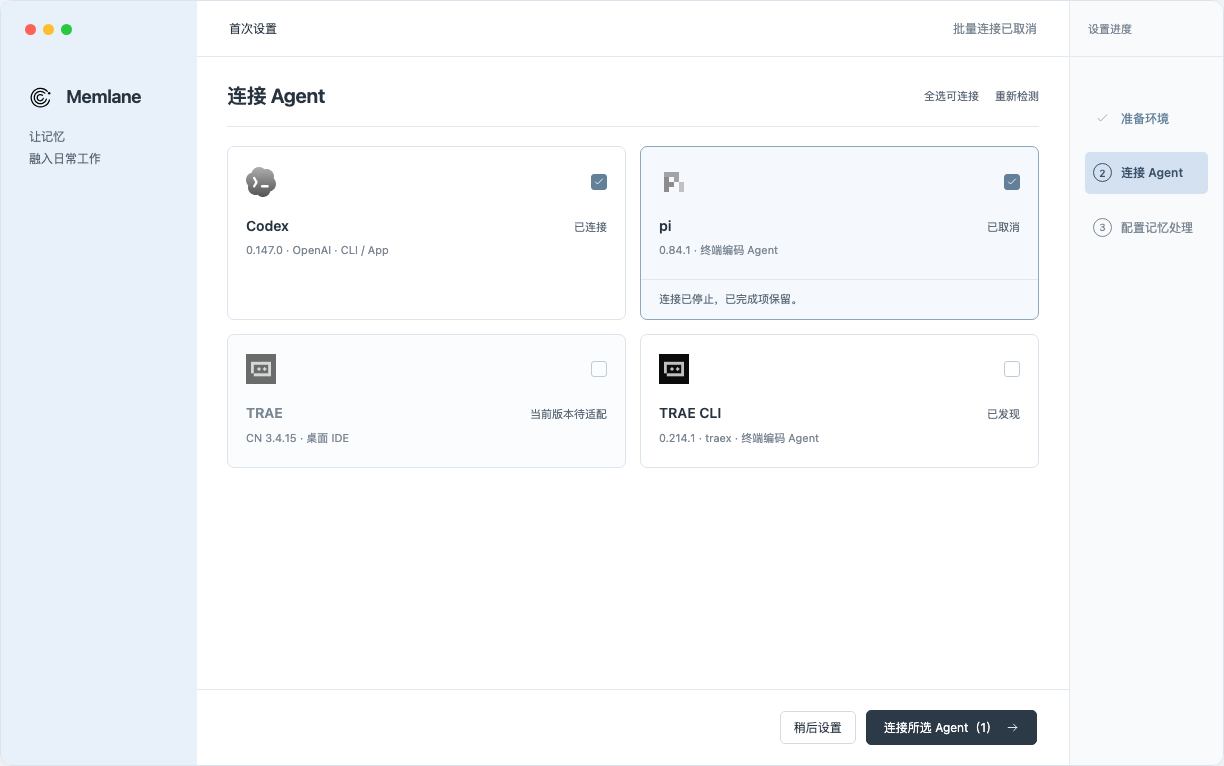 首次设置
批量连接已取消
设置进度
Memlane
让记忆
融入日常工作
连接 Agent
全选可连接
重新检测
Codex
已连接
0.147.0 · OpenAI · CLI / App
pi
已取消
0.84.1 · 终端编码 Agent
连接已停止，已完成项保留。
TRAE
当前版本待适配
CN 3.4.15 · 桌面 IDE
TRAE CLI
已发现
0.214.1 · traex · 终端编码 Agent
准备环境
2 连接 Agent
3 配置记忆处理
稍后设置
连接所选 Agent (1) →